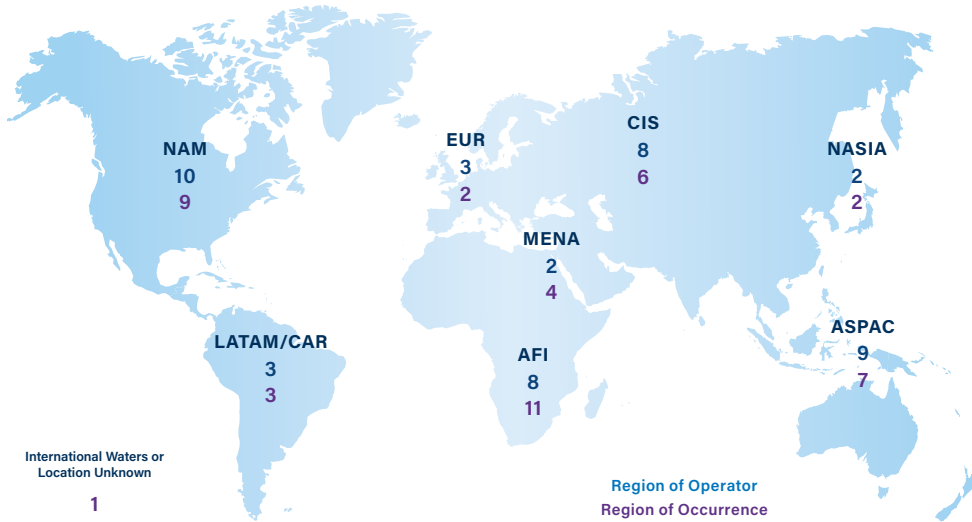 NAM
10
9
EUR
3
2
CIS
8
6
NASIA
2
2
MENA
2
4
LATAM/CAR
3
3
AFI
8
11
ASPAC
9
7
International Waters or
Location Unknown
1
Region of Operator
Region of Occurrence